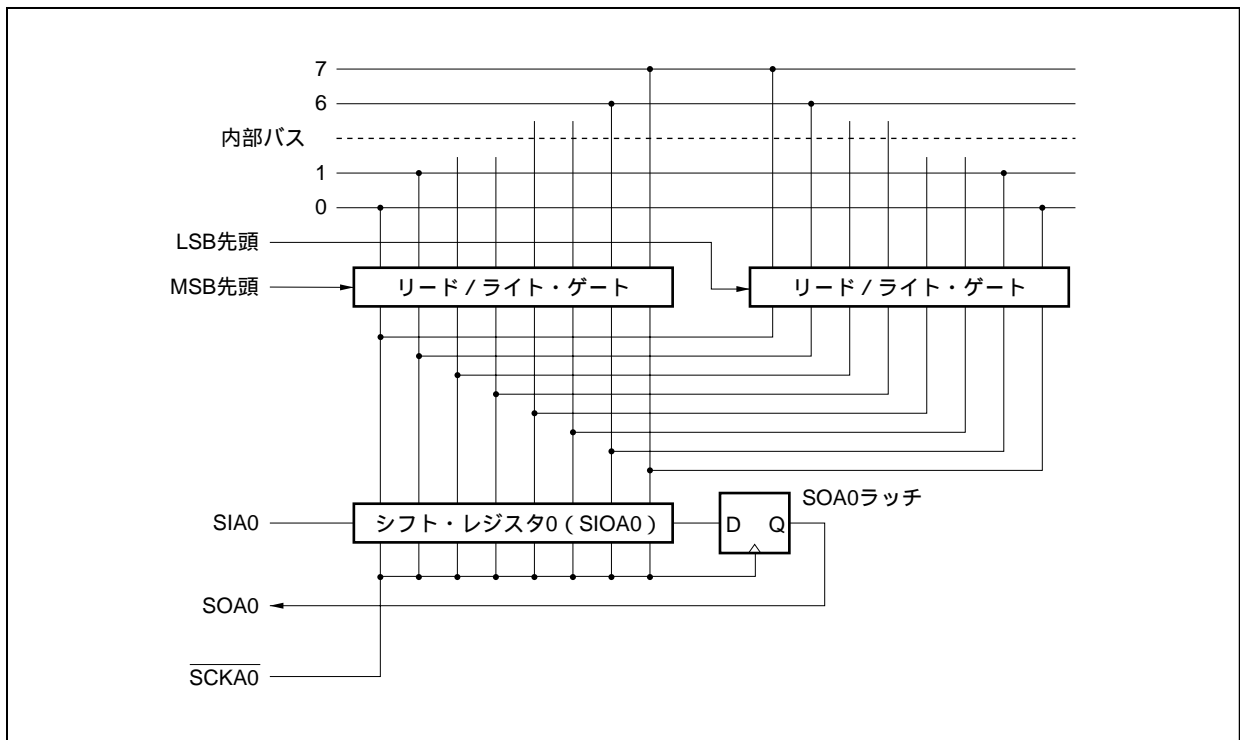 7
6
内部バス
1
0
LSB先頭
MSB先頭
リード / ライト・ゲート
リード / ライト・ゲート
SOA0ラッチ
SIA0
シフト・レジスタ0（SIOA0）
D Q
SOA0
SCKA0